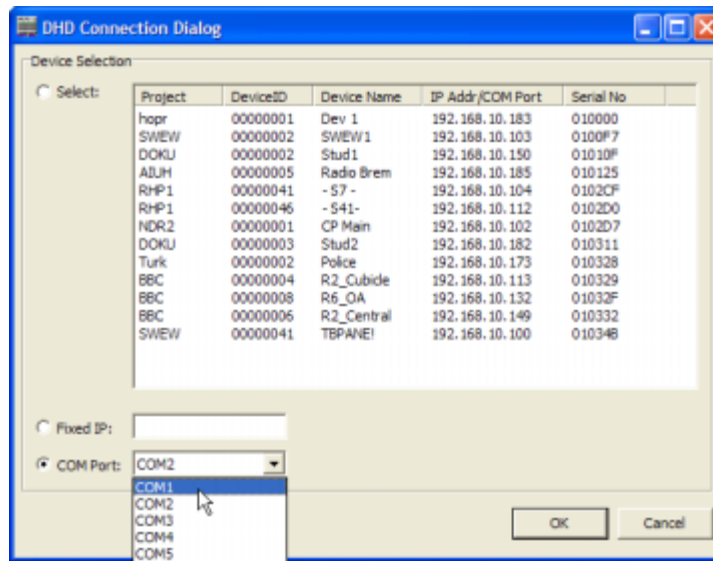 DHD Connection Dialog
Device Selection
Select:
Project DeviceID Device Name IP Addr/COM Port Serial No
hopr 00000001 Dev 1 192.168.10.183 010000
SWEW 00000002 SWEW1 192.168.10.103 0100F7
DOKU 00000002 Stud1 192.168.10.150 01010F
AIUH 00000005 Radio Brem 192.168.10.185 010125
RHP1 00000041 - S7 - 192.168.10.104 0102CF
RHP1 00000046 - S41- 192.168.10.112 0102D0
NDR2 00000001 CP Main 192.168.10.102 0102D7
DOKU 00000003 Stud2 192.168.10.182 010311
Turk 00000002 Police 192.168.10.173 010328
BBC 00000004 R2_Cubicle 192.168.10.113 010329
BBC 00000008 R6_OA 192.168.10.132 01032F
BBC 00000006 R2_Central 192.168.10.149 010332
SWEW 00000041 TBPANE! 192.168.10.100 01034B
Fixed IP:
COM Port: COM2
COM1
COM2
COM3
COM4
COM5
OK Cancel